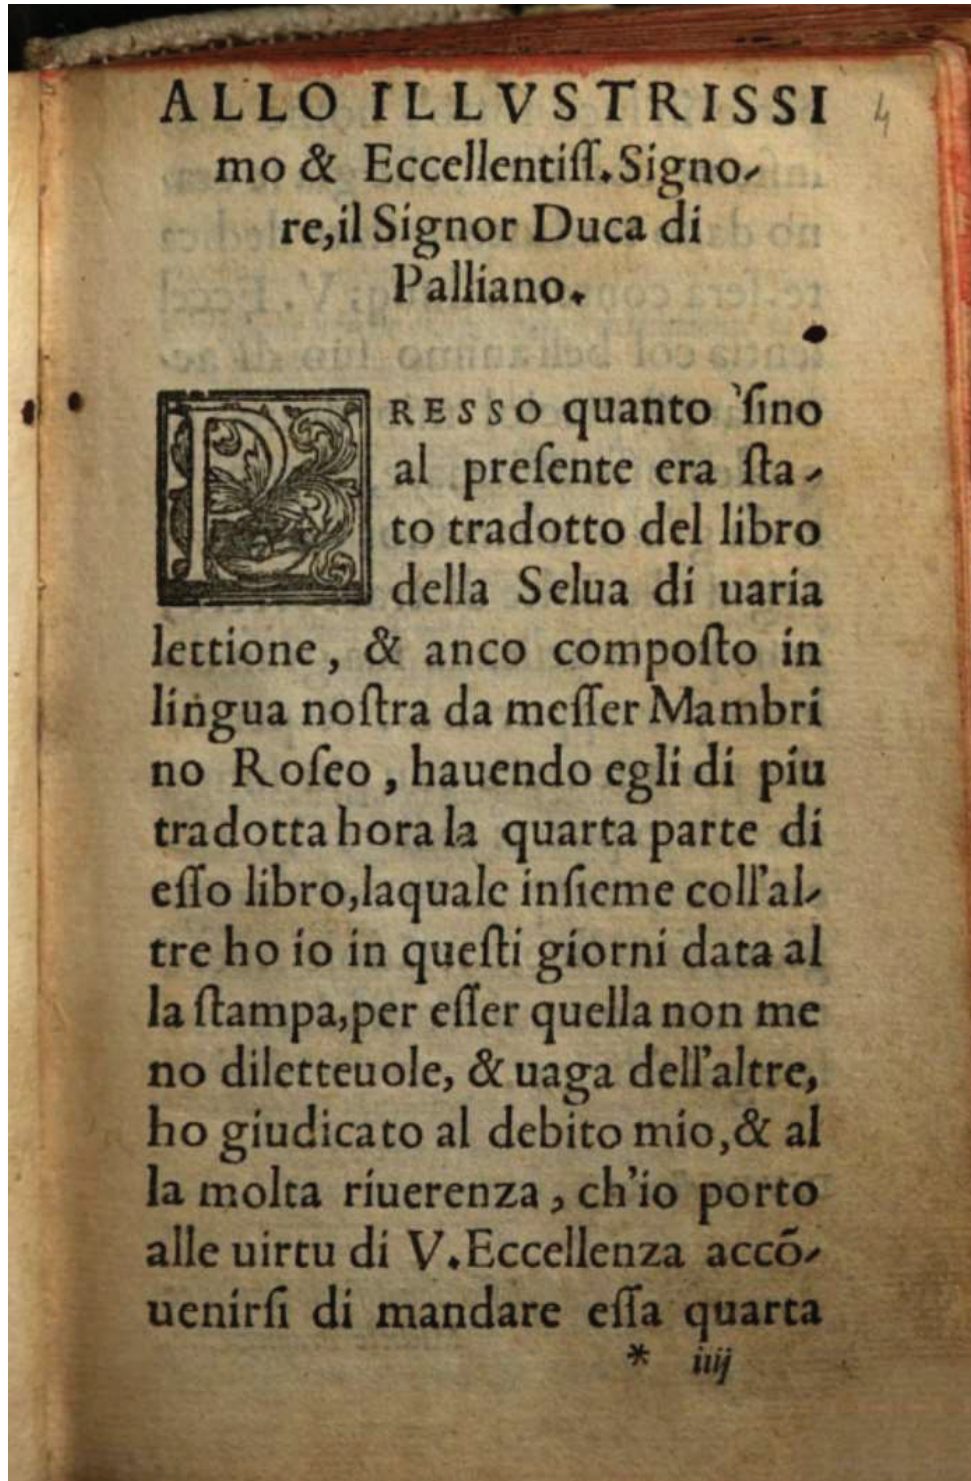 ALLO ILLVSTRISSI
mo & Eccellentiſſ. Signo-
re, il Signor Duca di
Palliano.
4
PRESSO quanto ſino
al preſente era ſta-
to tradotto del libro
della Selua di uaria
lettione, & anco compoſto in
lingua noſtra da meſſer Mambri
no Roſeo, hauendo egli di piu
tradotta hora la quarta parte di
eſſo libro, laquale inſieme coll'al-
tre ho io in queſti giorni data al
la ſtampa, per eſſer quella non me
no diletteuole, & uaga dell'altre,
ho giudicato al debito mio, & al
la molta riuerenza, ch'io porto
alle uirtu di V. Eccellenza accõ-
uenirſi di mandare eſſa quarta
* iiij